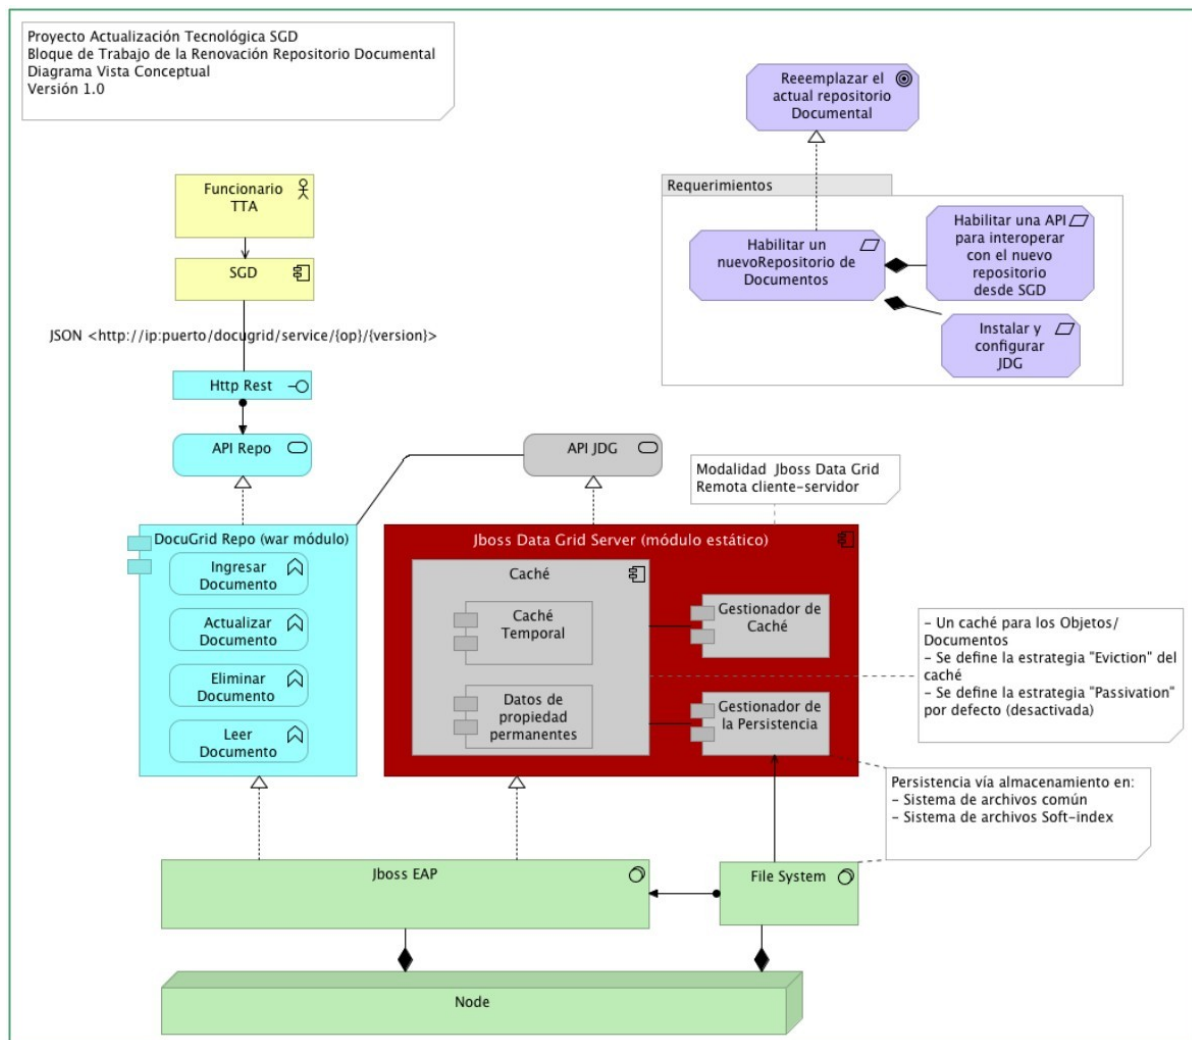 Proyecto Actualización Tecnológica SGD
Bloque de Trabajo de la Renovación Repositorio Documental
Diagrama Vista Conceptual
Versión 1.0
Reeemplazar el
actual repositorio
Documental
Requerimientos
Habilitar un
nuevoRepositorio de
Documentos
Habilitar una API
para interoperar
con el nuevo
repositorio
desde SGD
Instalar y
configurar
JDG
Funcionario
TTA
SGD
JSON <http://ip:puerto/docugrid/service/{op}/{version}>
Http Rest
API Repo
API JDG
Modalidad Jboss Data Grid
Remota cliente-servidor
DocuGrid Repo (war módulo)
Ingresar
Documento
Actualizar
Documento
Eliminar
Documento
Leer
Documento
Jboss Data Grid Server (módulo estático)
Caché
Caché
Temporal
Datos de
propiedad
permanentes
Gestionador de
Caché
Gestionador de
la Persistencia
- Un caché para los Objetos/
Documentos
- Se define la estrategia "Eviction" del
caché
- Se define la estrategia "Passivation"
por defecto (desactivada)
Persistencia vía almacenamiento en:
- Sistema de archivos común
- Sistema de archivos Soft-index
Jboss EAP
File System
Node